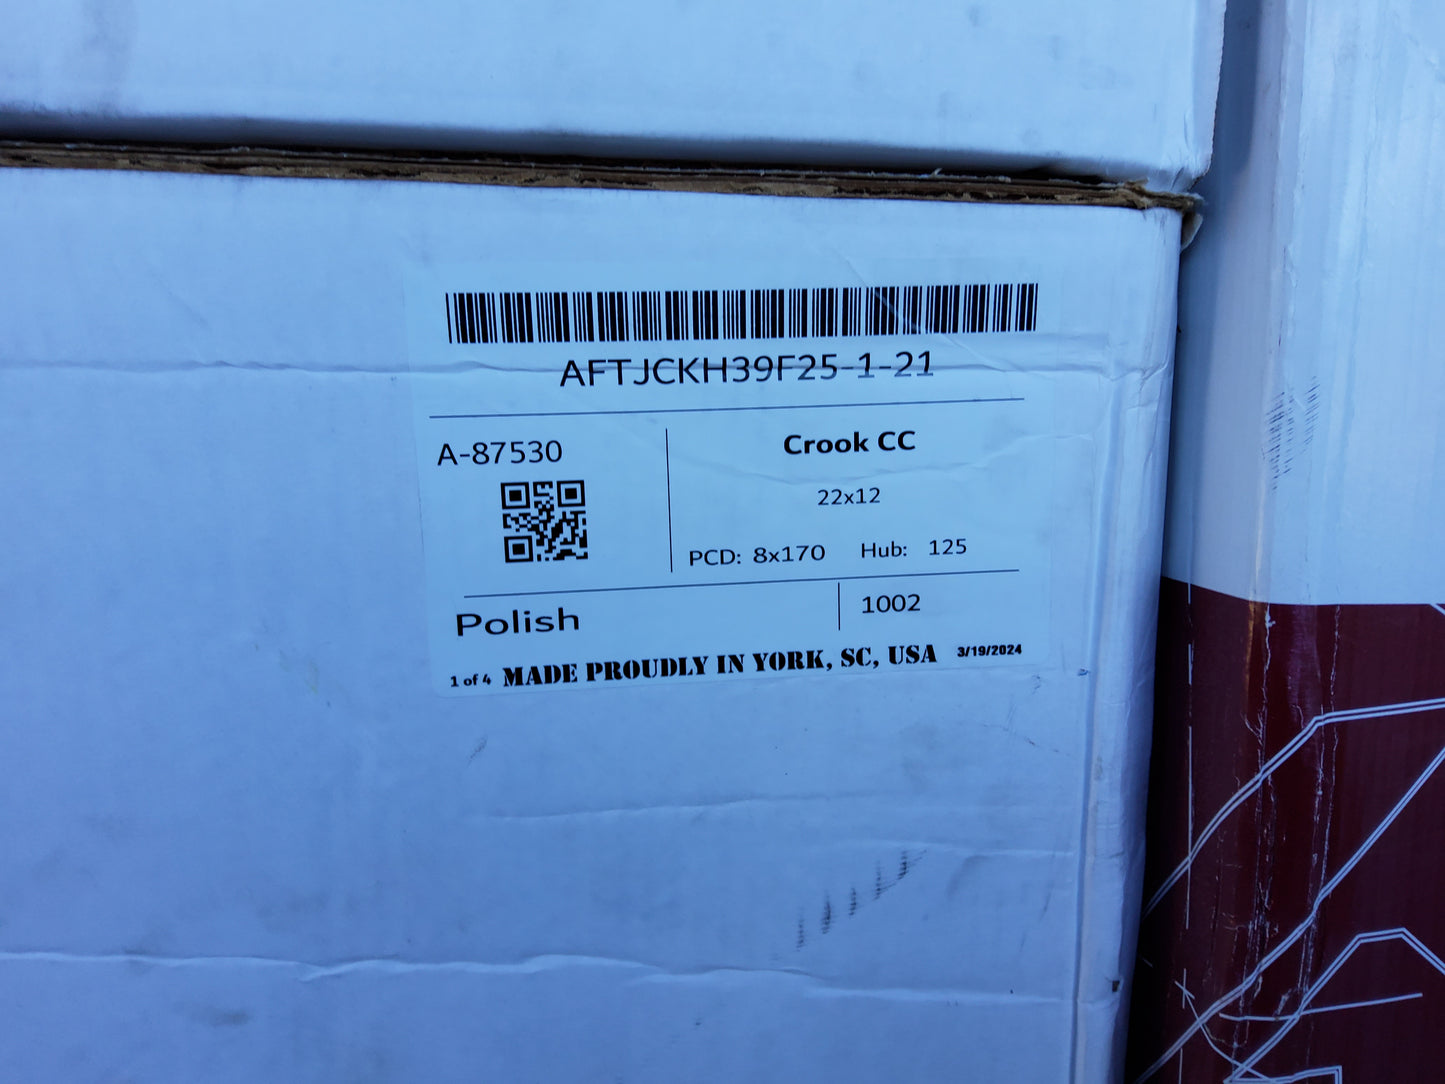 AFTJCKH39F25-1-21
A-87530
Crook CC
22x12
PCD: 8x170 Hub: 125
Polish
1002
1 of 4 MADE PROUDLY IN YORK, SC, USA 3/19/2024